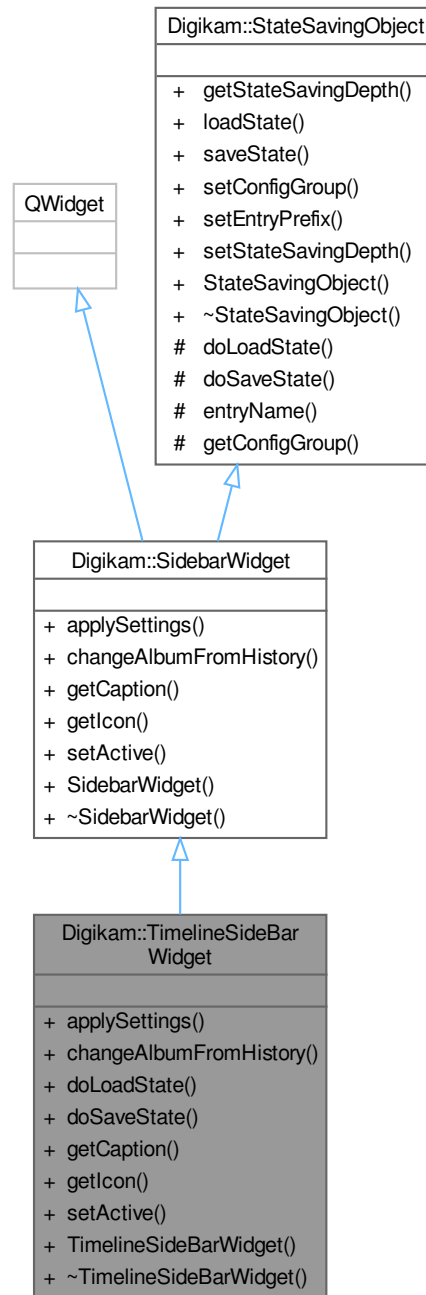 Digikam::StateSavingObject
+ getStateSavingDepth()
+ loadState()
+ saveState()
+ setConfigGroup()
+ setEntryPrefix()
+ setStateSavingDepth()
+ StateSavingObject()
+ ~StateSavingObject()
# doLoadState()
# doSaveState()
# entryName()
# getConfigGroup()
QWidget
Digikam::SidebarWidget
+ applySettings()
+ changeAlbumFromHistory()
+ getCaption()
+ getIcon()
+ setActive()
+ SidebarWidget()
+ ~SidebarWidget()
Digikam::TimelineSideBar
Widget
+ applySettings()
+ changeAlbumFromHistory()
+ doLoadState()
+ doSaveState()
+ getCaption()
+ getIcon()
+ setActive()
+ TimelineSideBarWidget()
+ ~TimelineSideBarWidget()